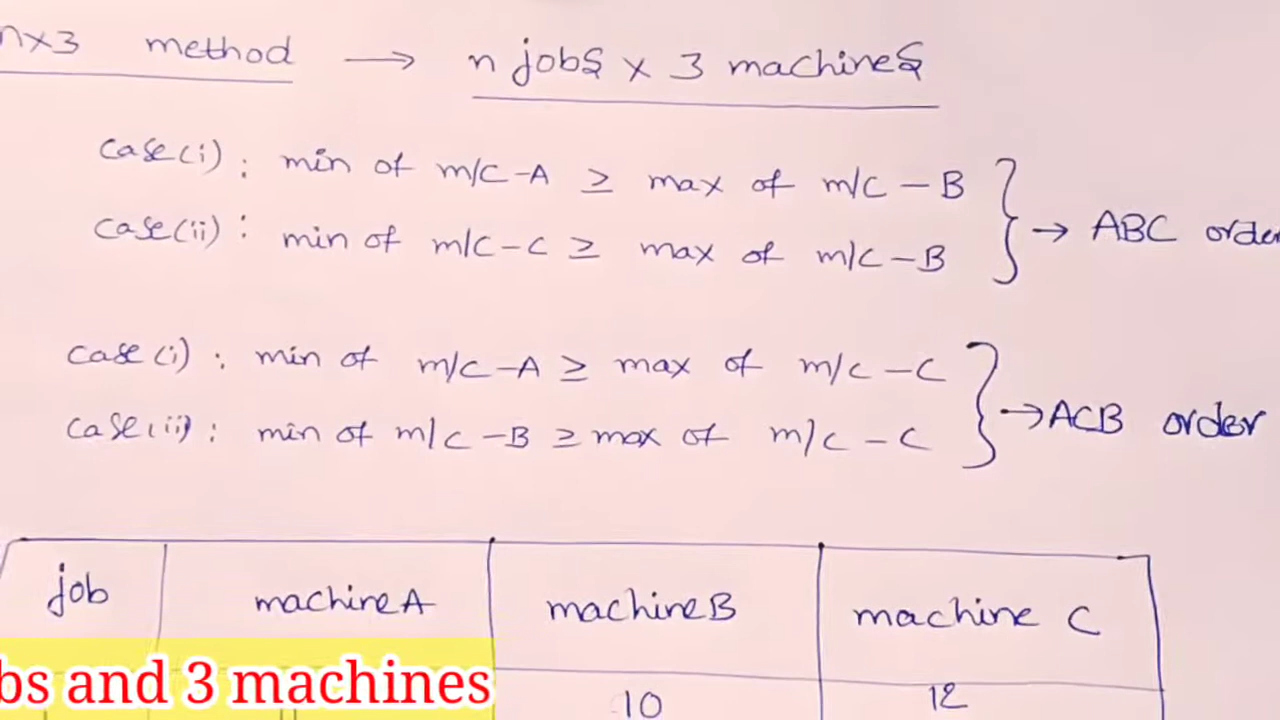 nx3 method → n jobs x 3 machines
case(i): min of m/c-A ≥ max of m/c-B
case(ii): min of m/c-C ≥ max of m/c-B
→ ABC order
case(i): min of m/c-A ≥ max of m/c-C
case(ii): min of m/c-B ≥ max of m/c-C
→ ACB order
job machine A machine B machine C
10 12
bs and 3 machines